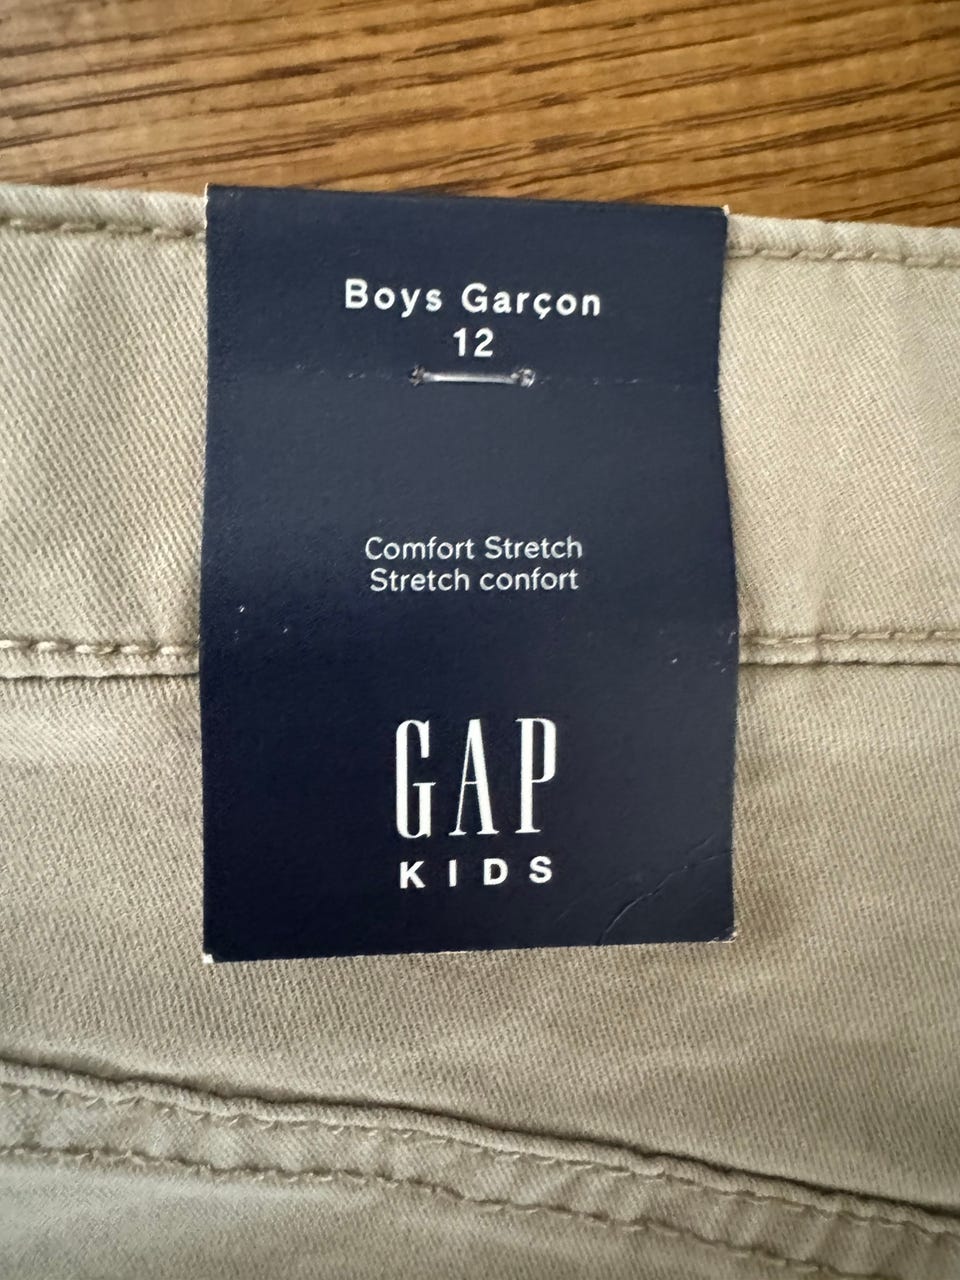 Boys Garçon
12
Comfort Stretch
Stretch confort
GAP
KIDS